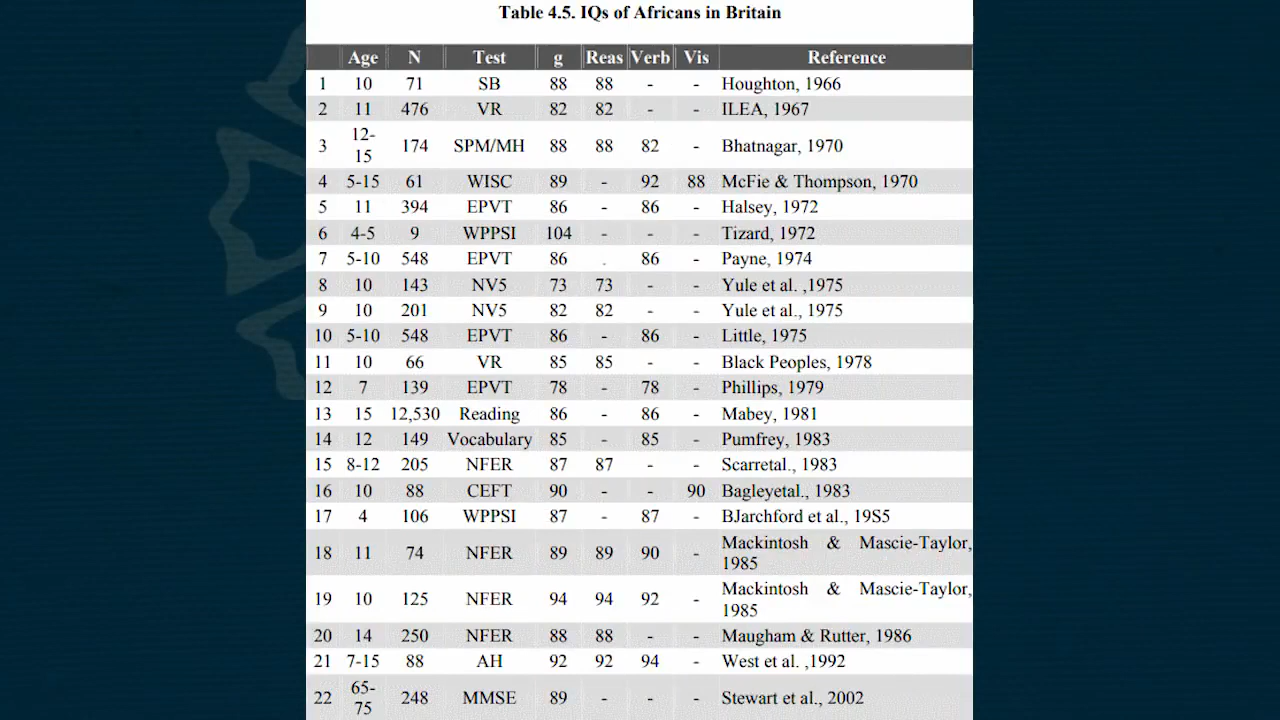 Table 4.5. IQs of Africans in Britain
Age N Test g Reas Verb Vis Reference
1 10 71 SB 88 88 - - Houghton, 1966
2 11 476 VR 82 82 - - ILEA, 1967
3 12-15 174 SPM/MH 88 88 82 - Bhatnagar, 1970
4 5-15 61 WISC 89 - 92 88 McFie & Thompson, 1970
5 11 394 EPVT 86 - 86 - Halsey, 1972
6 4-5 9 WPPSI 104 - - - Tizard, 1972
7 5-10 548 EPVT 86 . 86 - Payne, 1974
8 10 143 NV5 73 73 - - Yule et al. ,1975
9 10 201 NV5 82 82 - - Yule et al., 1975
10 5-10 548 EPVT 86 - 86 - Little, 1975
11 10 66 VR 85 85 - - Black Peoples, 1978
12 7 139 EPVT 78 - 78 - Phillips, 1979
13 15 12,530 Reading 86 - 86 - Mabey, 1981
14 12 149 Vocabulary 85 - 85 - Pumfrey, 1983
15 8-12 205 NFER 87 87 - - Scarretal., 1983
16 10 88 CEFT 90 - - 90 Bagleyetal., 1983
17 4 106 WPPSI 87 - 87 - BJarchford et al., 19S5
18 11 74 NFER 89 89 90 - Mackintosh & Mascie-Taylor,
1985
19 10 125 NFER 94 94 92 - Mackintosh & Mascie-Taylor,
1985
20 14 250 NFER 88 88 - - Maugham & Rutter, 1986
21 7-15 88 AH 92 92 94 - West et al. ,1992
22 65-75 248 MMSE 89 - - - Stewart et al., 2002